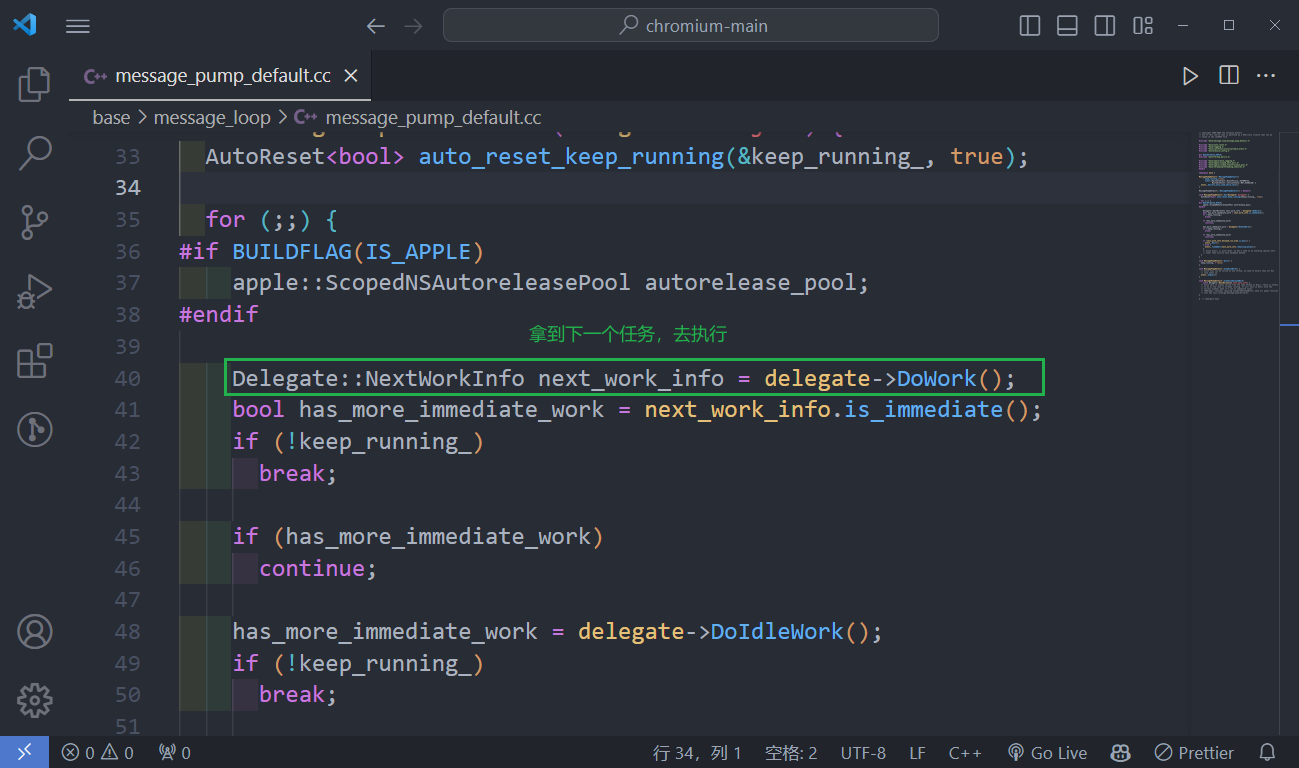 chromium-main
C++ message_pump_default.cc
base > message_loop > C++ message_pump_default.cc
33 AutoReset<bool> auto_reset_keep_running(&keep_running_, true);
34
35 for (;;) {
36 #if BUILDFLAG(IS_APPLE)
37 apple::ScopedNSAutoreleasePool autorelease_pool;
38 #endif
拿到下一个任务，去执行
39
40 Delegate::NextWorkInfo next_work_info = delegate->DoWork();
41 bool has_more_immediate_work = next_work_info.is_immediate();
42 if (!keep_running_)
43 break;
44
45 if (has_more_immediate_work)
46 continue;
47
48 has_more_immediate_work = delegate->DoIdleWork();
49 if (!keep_running_)
50 break;
51
0 0 0 行 34，列 1 空格: 2 UTF-8 LF C++ Go Live Prettier